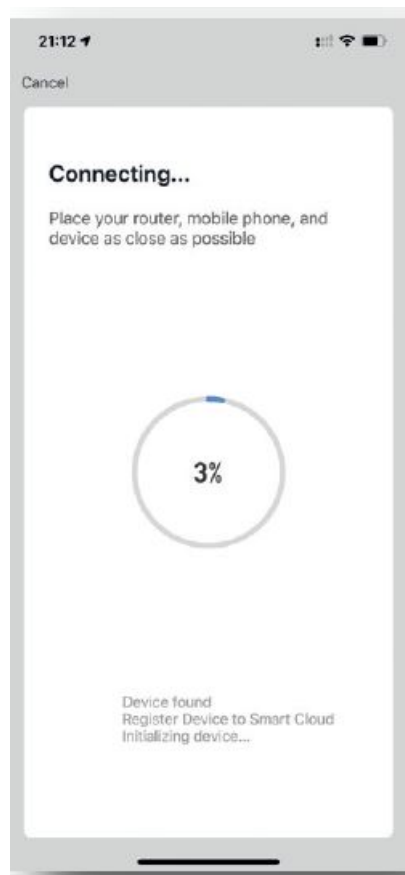 21:12
Cancel
Connecting...
Place your router, mobile phone, and
device as close as possible
3%
Device found
Register Device to Smart Cloud
Initializing device...